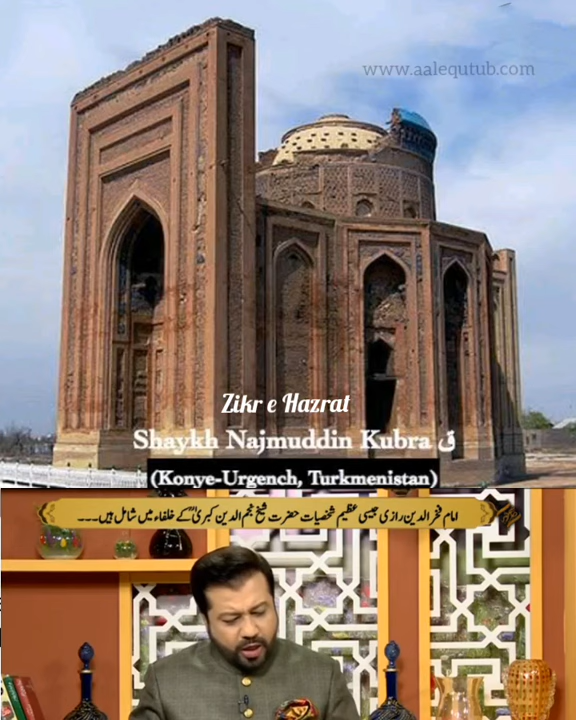 www.aalequtub.com
Zikr e Hazrat
Shaykh Najmuddin Kubra ق
(Konye-Urgench, Turkmenistan)
امام فخر الدین رازی جیسی عظیم شخصیات حضرت شیخ نجم الدین کبریٰؒ کے خلفاء میں شامل ہیں۔۔۔